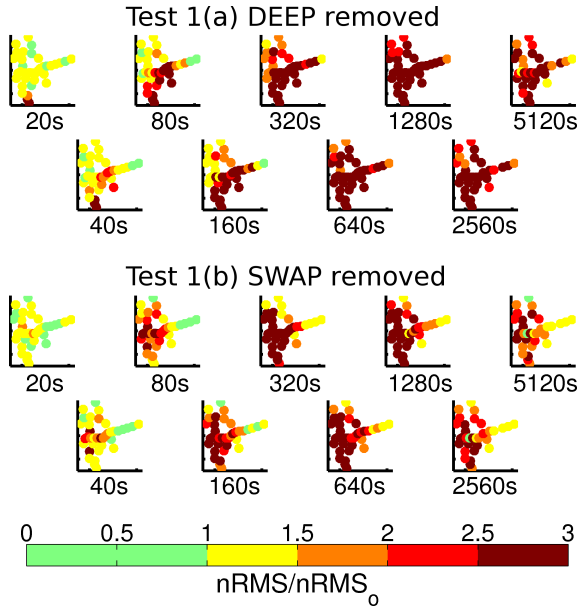 Test 1(a) DEEP removed
20s 80s 320s 1280s 5120s
40s 160s 640s 2560s
Test 1(b) SWAP removed
20s 80s 320s 1280s 5120s
40s 160s 640s 2560s
0 0.5 1 1.5 2 2.5 3
nRMS/nRMSo